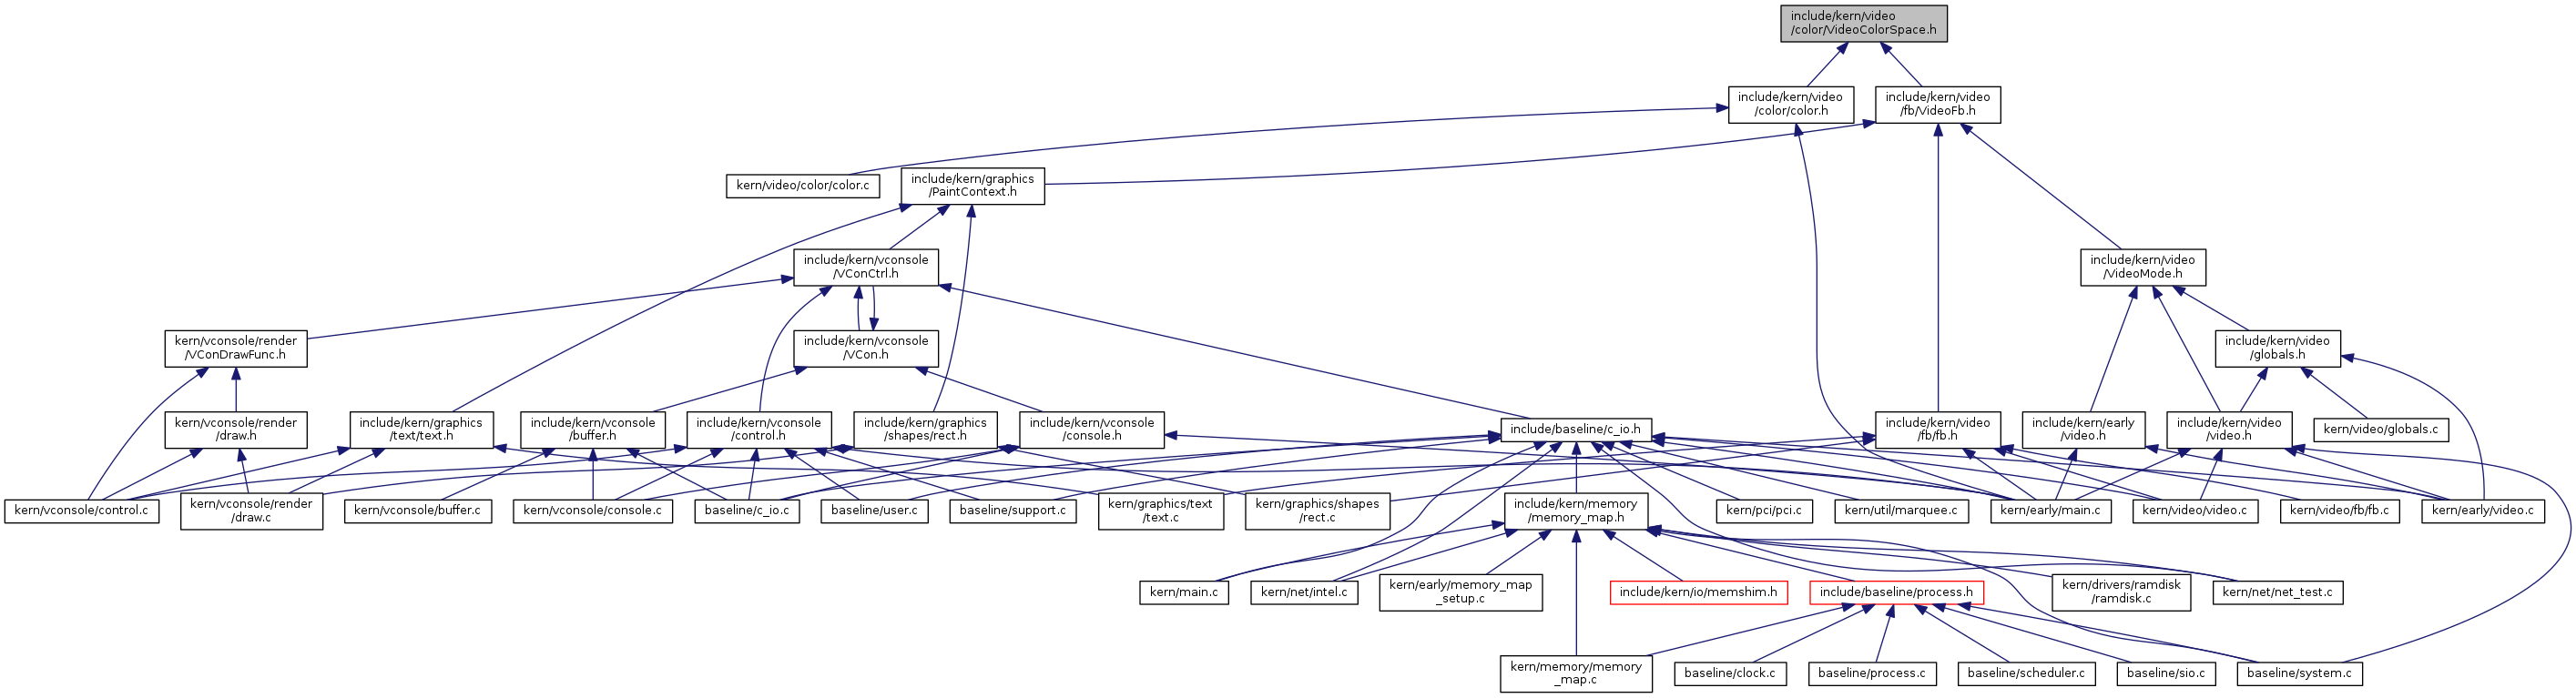 include/kern/video
/color/VideoColorSpace.h
include/kern/video
/color/color.h
include/kern/video
/fb/VideoFb.h
kern/video/color/color.c
include/kern/graphics
/PaintContext.h
include/kern/vconsole
/VConCtrl.h
include/kern/video
/VideoMode.h
kern/vconsole/render
/VConDrawFunc.h
include/kern/vconsole
/VCon.h
include/kern/video
/globals.h
kern/vconsole/render
/draw.h
include/kern/graphics
/text/text.h
include/kern/vconsole
/buffer.h
include/kern/vconsole
/control.h
include/kern/graphics
/shapes/rect.h
include/kern/vconsole
/console.h
include/baseline/c_io.h
include/kern/video
/fb/fb.h
include/kern/early
/video.h
include/kern/video
/video.h
kern/video/globals.c
kern/vconsole/control.c
kern/vconsole/render
/draw.c
kern/vconsole/buffer.c
kern/vconsole/console.c
baseline/c_io.c
baseline/user.c
baseline/support.c
kern/graphics/text
/text.c
kern/graphics/shapes
/rect.c
include/kern/memory
/memory_map.h
kern/pci/pci.c
kern/util/marquee.c
kern/early/main.c
kern/video/video.c
kern/video/fb/fb.c
kern/early/video.c
kern/main.c
kern/net/intel.c
kern/early/memory_map
_setup.c
include/kern/io/memshim.h
include/baseline/process.h
kern/drivers/ramdisk
/ramdisk.c
kern/net/net_test.c
kern/memory/memory
_map.c
baseline/clock.c
baseline/process.c
baseline/scheduler.c
baseline/sio.c
baseline/system.c